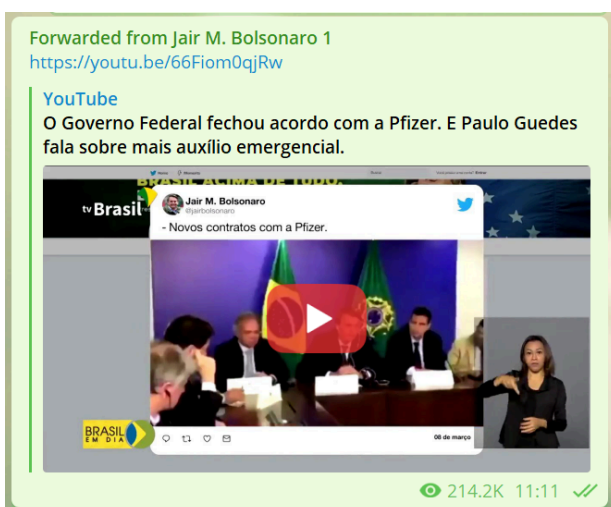 Forwarded from Jair M. Bolsonaro 1
https://youtu.be/66Fiom0qjRw
YouTube
O Governo Federal fechou acordo com a Pfizer. E Paulo Guedes
fala sobre mais auxílio emergencial.
BRASIL ACIMA DE TUDO.
tv Brasil
Jair M. Bolsonaro
@jairbolsonaro
- Novos contratos com a Pfizer.
BRASIL
EM DIA
08 de março
214.2K 11:11